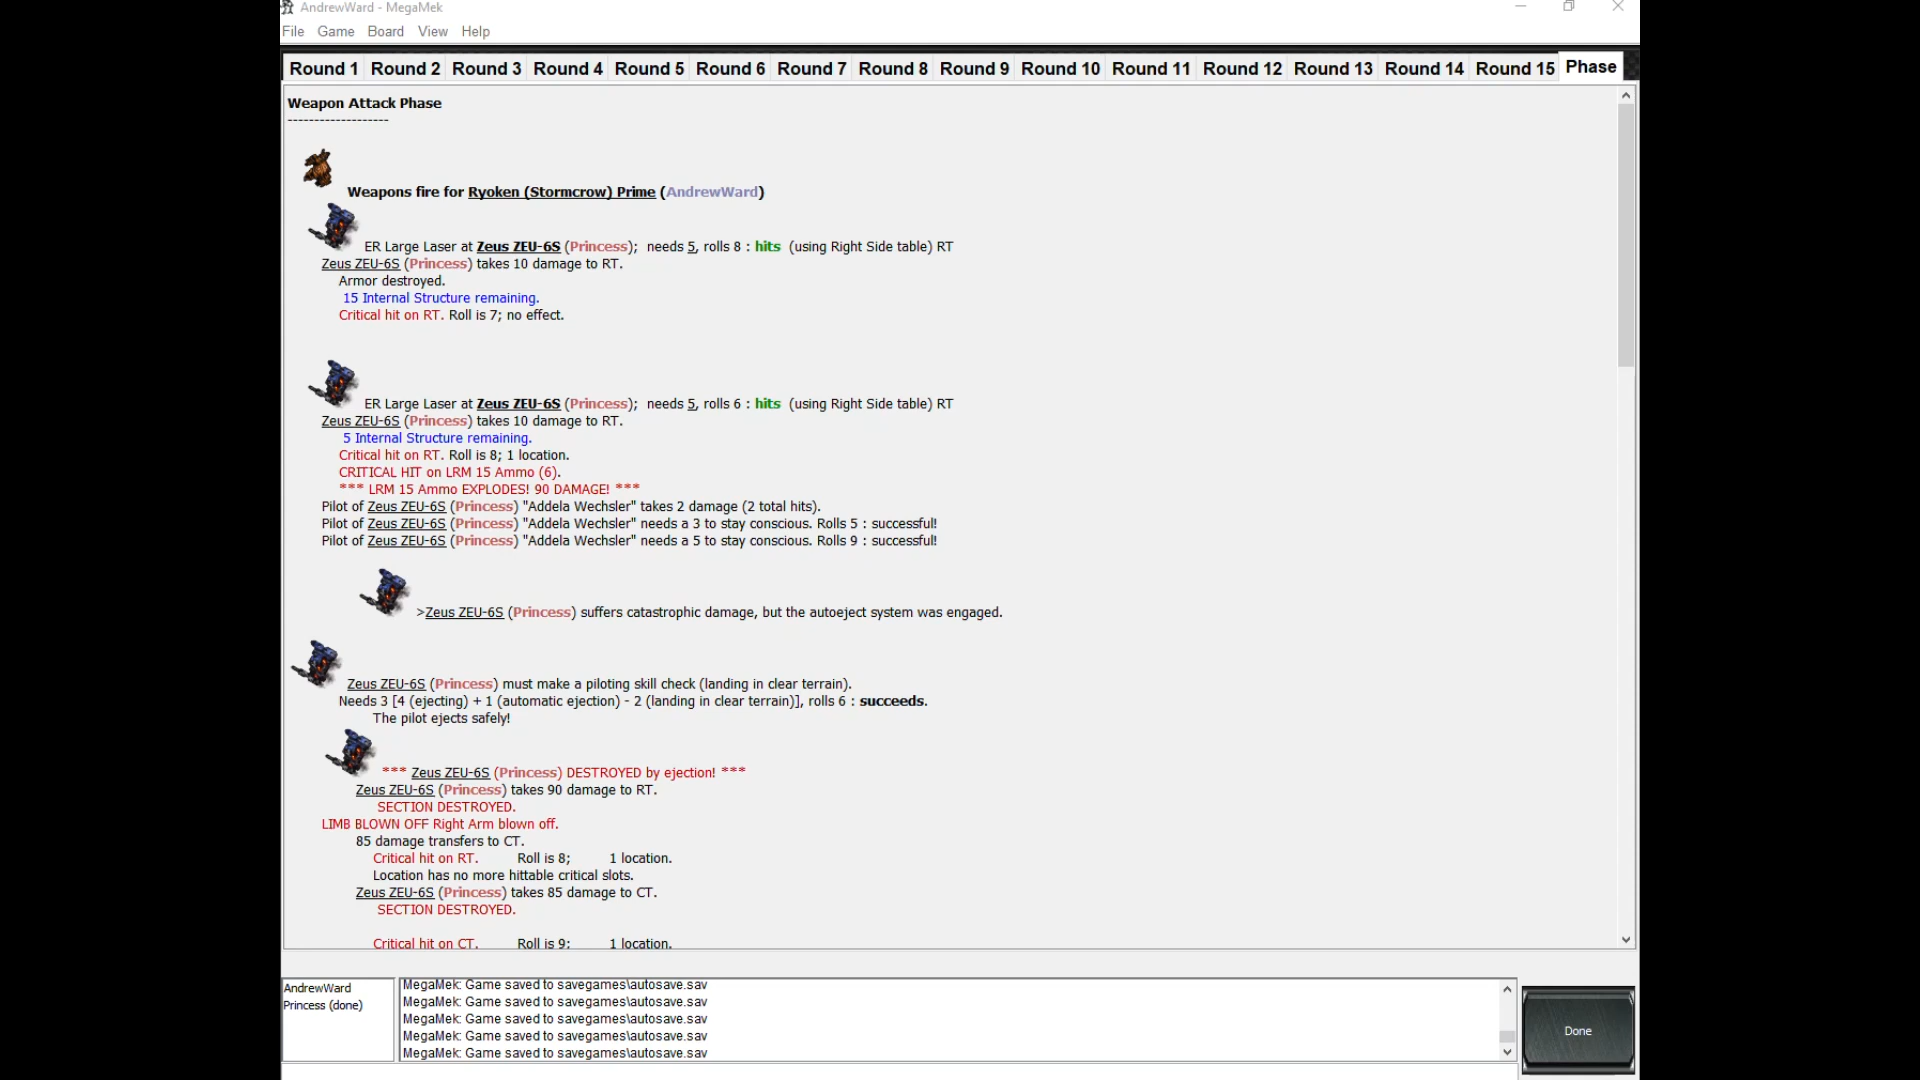 AndrewWard - MegaMek
File Game Board View Help
Round 1 Round 2 Round 3 Round 4 Round 5 Round 6 Round 7 Round 8 Round 9 Round 10 Round 11 Round 12 Round 13 Round 14 Round 15 Phase
Weapon Attack Phase
-------------------
Weapons fire for Ryoken (Stormcrow) Prime (AndrewWard)
ER Large Laser at Zeus ZEU-6S (Princess); needs 5, rolls 8 : hits (using Right Side table) RT
Zeus ZEU-6S (Princess) takes 10 damage to RT.
Armor destroyed.
15 Internal Structure remaining.
Critical hit on RT. Roll is 7; no effect.
ER Large Laser at Zeus ZEU-6S (Princess); needs 5, rolls 6 : hits (using Right Side table) RT
Zeus ZEU-6S (Princess) takes 10 damage to RT.
5 Internal Structure remaining.
Critical hit on RT. Roll is 8; 1 location.
CRITICAL HIT on LRM 15 Ammo (6).
*** LRM 15 Ammo EXPLODES! 90 DAMAGE! ***
Pilot of Zeus ZEU-6S (Princess) "Addela Wechsler" takes 2 damage (2 total hits).
Pilot of Zeus ZEU-6S (Princess) "Addela Wechsler" needs a 3 to stay conscious. Rolls 5 : successful!
Pilot of Zeus ZEU-6S (Princess) "Addela Wechsler" needs a 5 to stay conscious. Rolls 9 : successful!
>Zeus ZEU-6S (Princess) suffers catastrophic damage, but the autoeject system was engaged.
Zeus ZEU-6S (Princess) must make a piloting skill check (landing in clear terrain).
Needs 3 [4 (ejecting) + 1 (automatic ejection) - 2 (landing in clear terrain)], rolls 6 : succeeds.
The pilot ejects safely!
*** Zeus ZEU-6S (Princess) DESTROYED by ejection! ***
Zeus ZEU-6S (Princess) takes 90 damage to RT.
SECTION DESTROYED.
LIMB BLOWN OFF Right Arm blown off.
85 damage transfers to CT.
Critical hit on RT. Roll is 8; 1 location.
Location has no more hittable critical slots.
Zeus ZEU-6S (Princess) takes 85 damage to CT.
SECTION DESTROYED.
Critical hit on CT. Roll is 9; 1 location.
AndrewWard
Princess (done)
MegaMek: Game saved to savegames\autosave.sav
MegaMek: Game saved to savegames\autosave.sav
MegaMek: Game saved to savegames\autosave.sav
MegaMek: Game saved to savegames\autosave.sav
MegaMek: Game saved to savegames\autosave.sav
Done